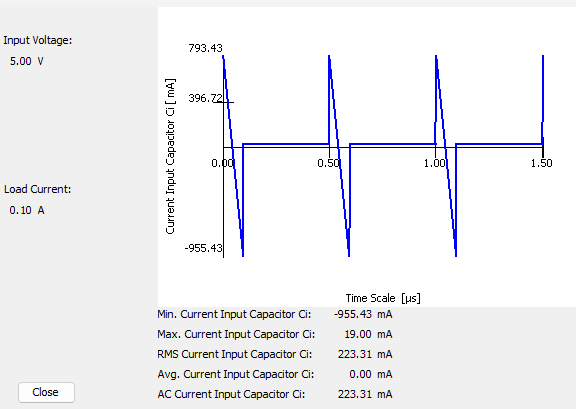 Input Voltage:
5.00 V
Load Current:
0.10 A
Close
Current Input Capacitor Ci [ mA]
793.43
396.72
-955.43
0.00
0.50
1.00
1.50
Time Scale [µs]
Min. Current Input Capacitor Ci: -955.43 mA
Max. Current Input Capacitor Ci: 19.00 mA
RMS Current Input Capacitor Ci: 223.31 mA
Avg. Current Input Capacitor Ci: 0.00 mA
AC Current Input Capacitor Ci: 223.31 mA